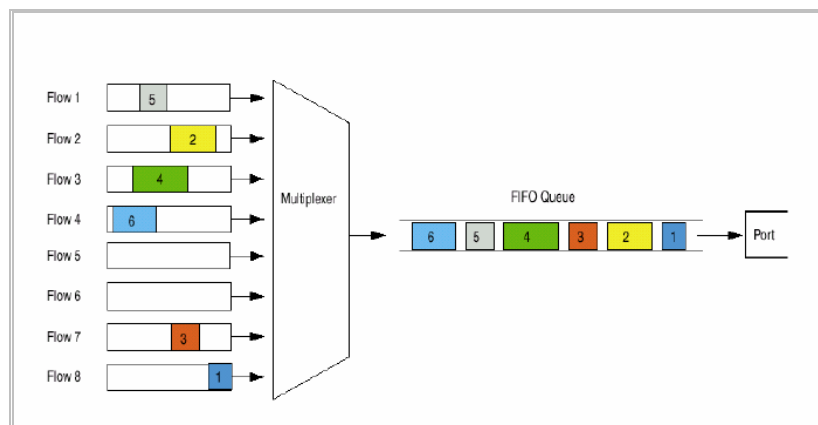 Flow 1
5
Flow 2
2
Flow 3
4
Flow 4
6
Flow 5
Flow 6
Flow 7
3
Flow 8
1
Multiplexer
FIFO Queue
6 5 4 3 2 1
Port